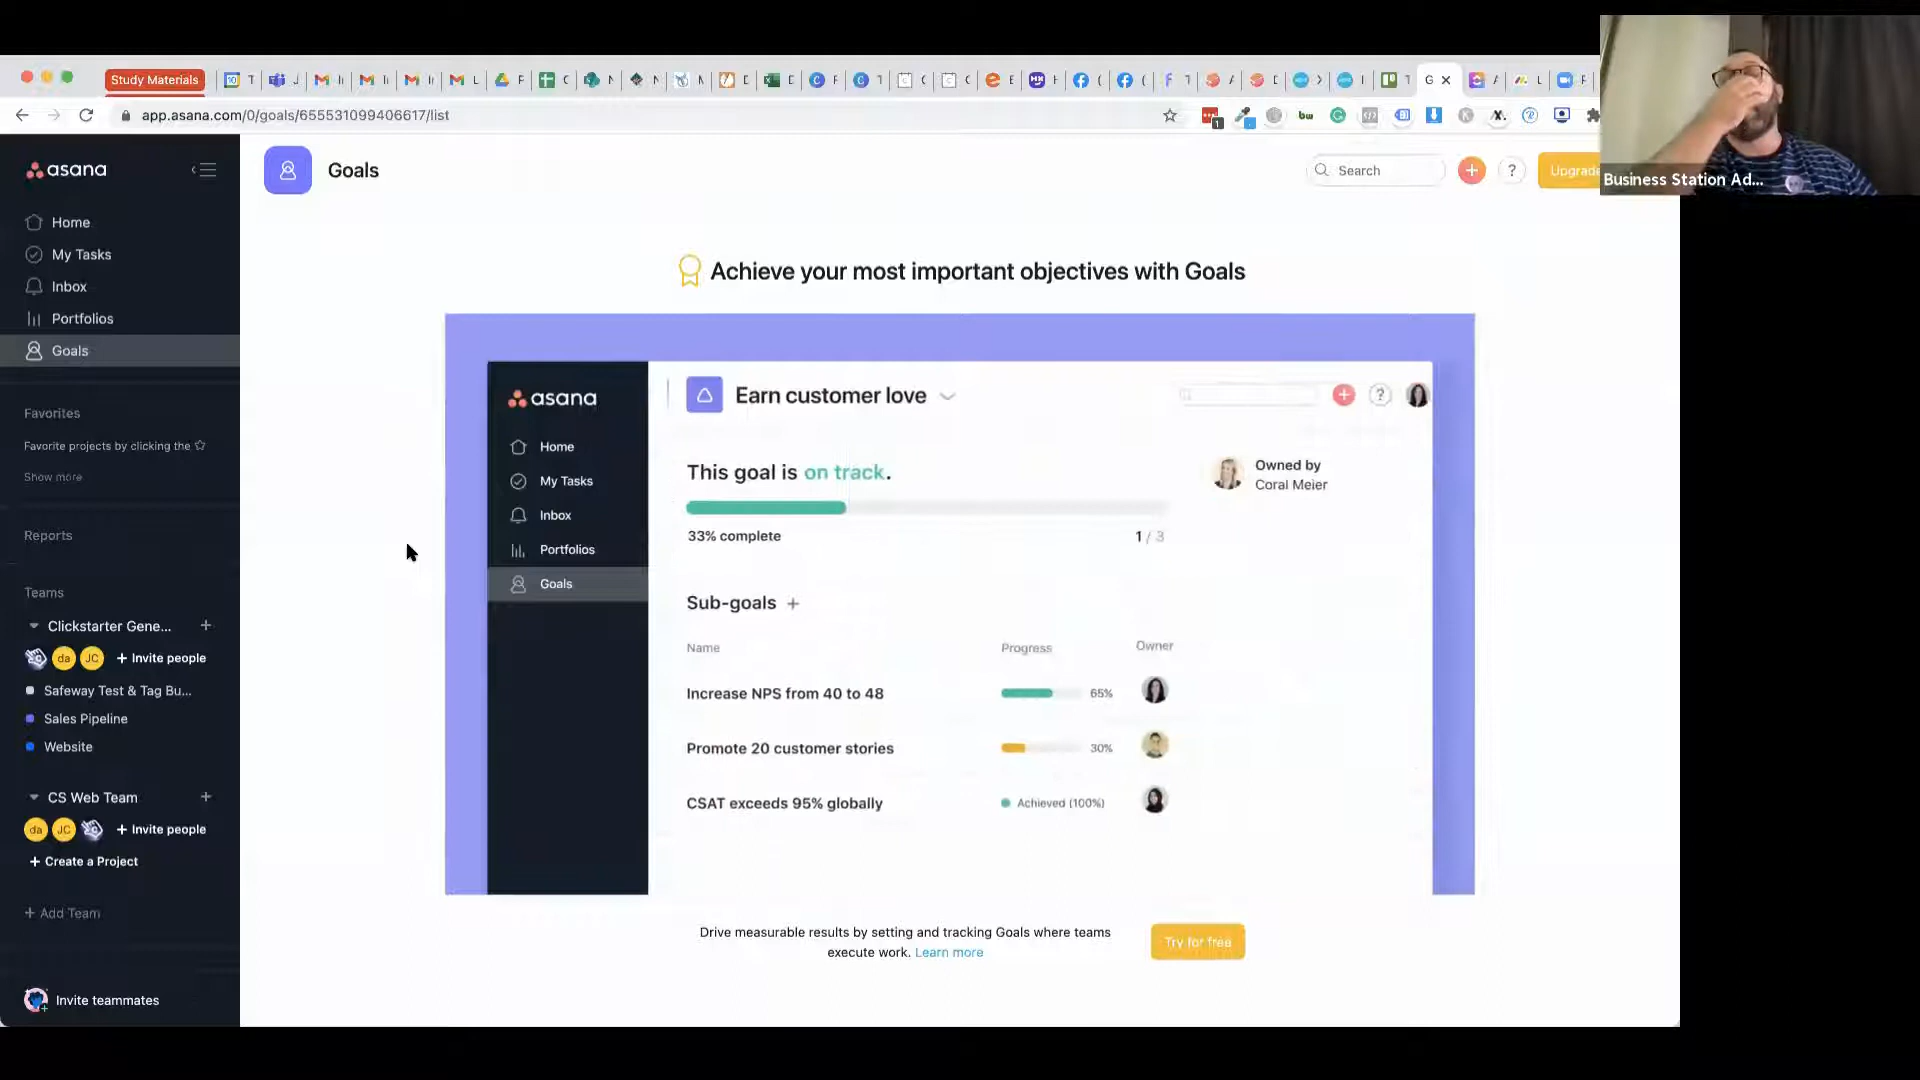 Study Materials
app.asana.com/0/goals/655531099406617/list
Business Station Ad...
asana
Goals
Search
?
Upgrade
Home
My Tasks
Inbox
Portfolios
Goals
Favorites
Favorite projects by clicking the
Show more
Reports
Teams
Clickstarter Gene...
da
JC
+ Invite people
Safeway Test & Tag Bu...
Sales Pipeline
Website
CS Web Team
da
JC
+ Invite people
+ Create a Project
+ Add Team
Invite teammates
Achieve your most important objectives with Goals
asana
Home
My Tasks
Inbox
Portfolios
Goals
Earn customer love
?
This goal is on track.
33% complete
1 / 3
Owned by
Coral Meier
Sub-goals +
Name Progress Owner
Increase NPS from 40 to 48 65%
Promote 20 customer stories 30%
CSAT exceeds 95% globally Achieved (100%)
Drive measurable results by setting and tracking Goals where teams
execute work. Learn more
Try for free